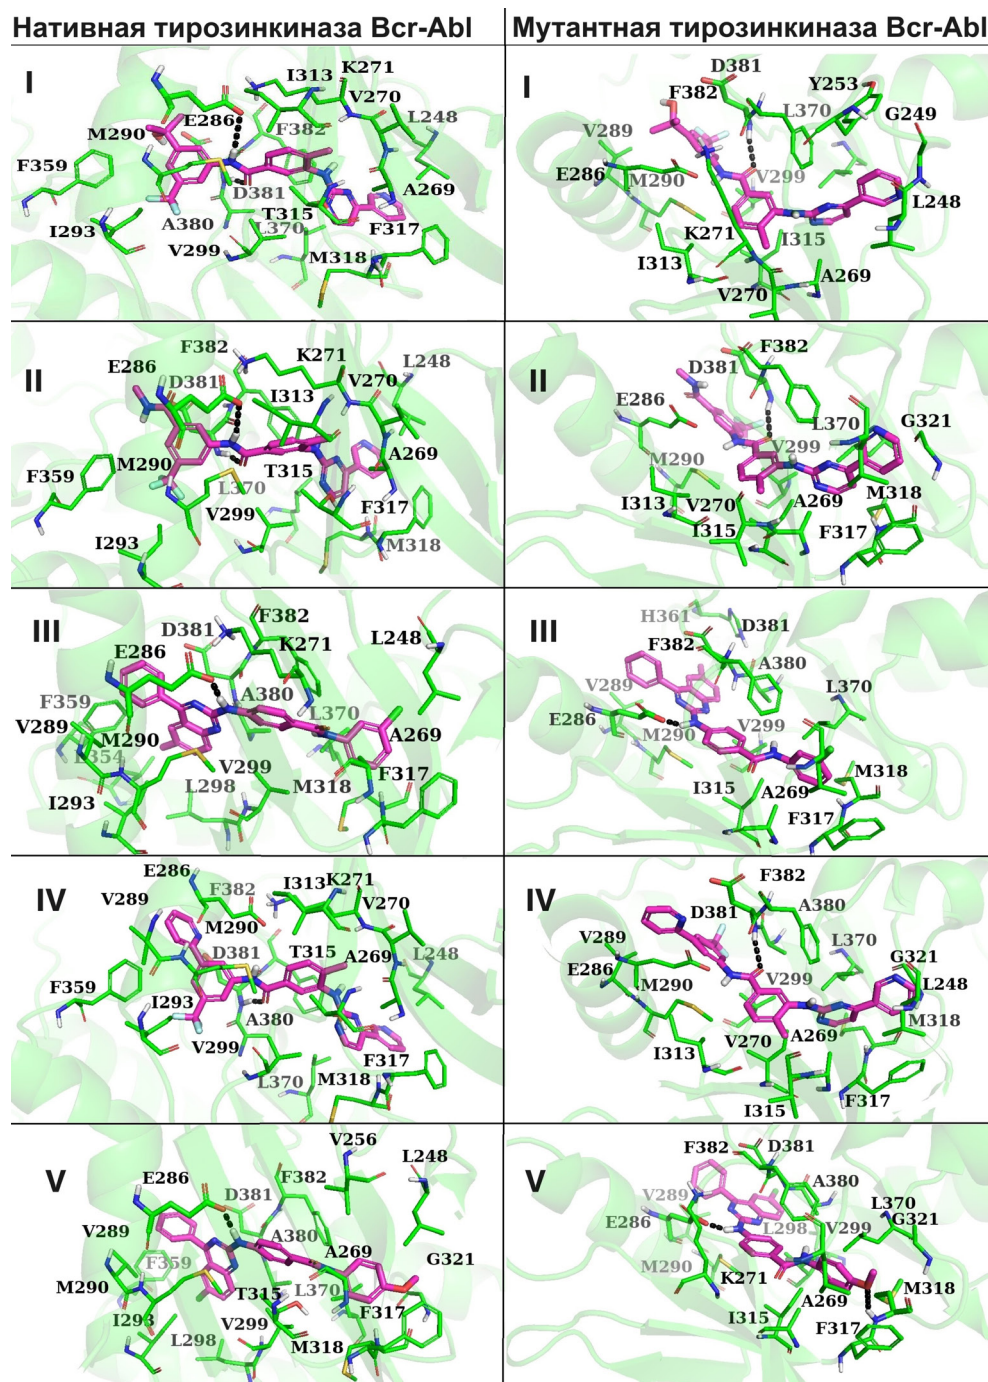 Нативная тирозинкиназа Bcr-Abl
Мутантная тирозинкиназа Bcr-Abl
I
K271
I313
V270
E286
L248
M290
F382
F359
D381
A269
A380
T315
I293
L370
F317
V299
M318
I
D381
F382
Y253
L370
G249
V289
E286
V299
M290
L248
K271
I315
I313
A269
V270
II
F382
K271
L248
E286
D381
V270
I313
A269
F359
M290
T315
L370
V299
F317
I293
M318
II
F382
D381
E286
L370
G321
V299
M290
I313
V270
A269
M318
I315
F317
III
F382
D381
K271
L248
E286
F359
A380
V289
L370
M290
A269
L354
V299
F317
I293
L298
M318
III
H361
D381
F382
A380
V289
L370
E286
V299
M290
I315
A269
M318
F317
IV
E286
F382
I313
K271
V289
M290
V270
D381
T315
A269
L248
F359
I293
A380
V299
F317
L370
M318
IV
F382
D381
A380
V289
L370
G321
E286
V299
L248
M290
M318
V270
A269
I313
F317
I315
V
V256
E286
F382
L248
D381
V289
A380
A269
F359
G321
M290
L370
I293
T315
F317
V299
L298
M318
V
F382
D381
V289
A380
L370
E286
L298
V299
G321
M290
K271
M318
A269
I315
F317